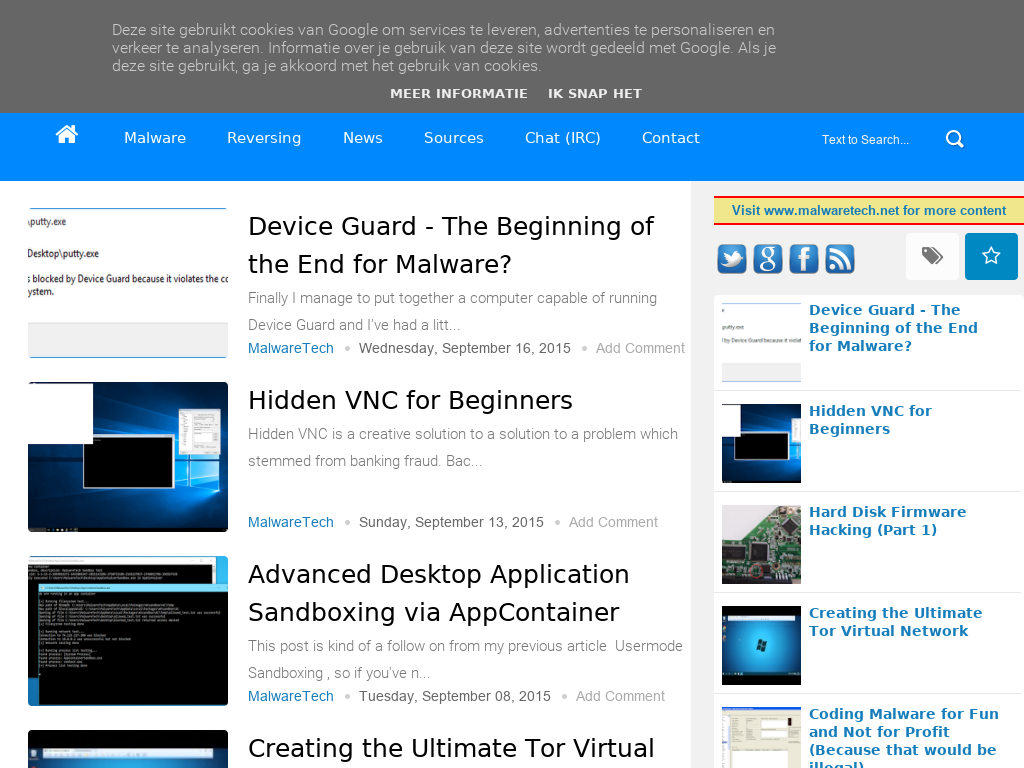 Deze site gebruikt cookies van Google om services te leveren, advertenties te personaliseren en
verkeer te analyseren. Informatie over je gebruik van deze site wordt gedeeld met Google. Als je
deze site gebruikt, ga je akkoord met het gebruik van cookies.
MEER INFORMATIE IK SNAP HET
Malware Reversing News Sources Chat (IRC) Contact Text to Search...
\putty.exe
Desktop\putty.exe
s blocked by Device Guard because it violates the co
ystem.
Device Guard - The Beginning of
the End for Malware?
Finally I manage to put together a computer capable of running
Device Guard and I've had a litt...
MalwareTech Wednesday, September 16, 2015 Add Comment
Hidden VNC for Beginners
Hidden VNC is a creative solution to a solution to a problem which
stemmed from banking fraud. Bac...
MalwareTech Sunday, September 13, 2015 Add Comment
Advanced Desktop Application
Sandboxing via AppContainer
This post is kind of a follow on from my previous article  Usermode
Sandboxing , so if you've n...
MalwareTech Tuesday, September 08, 2015 Add Comment
Creating the Ultimate Tor Virtual
Visit www.malwaretech.net for more content
Device Guard - The
Beginning of the End
for Malware?
Hidden VNC for
Beginners
Hard Disk Firmware
Hacking (Part 1)
Creating the Ultimate
Tor Virtual Network
Coding Malware for Fun
and Not for Profit
(Because that would be
illegal)